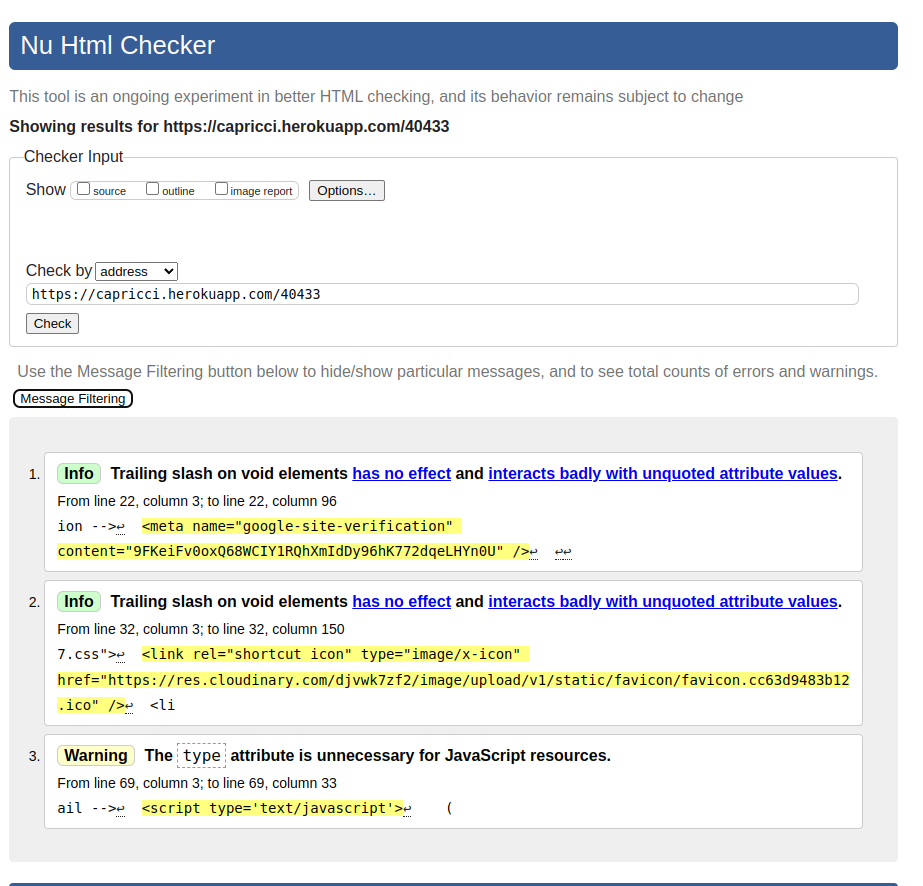 Nu Html Checker
This tool is an ongoing experiment in better HTML checking, and its behavior remains subject to change
Showing results for https://capricci.herokuapp.com/40433
Checker Input
Show source outline image report Options...
Check by address
https://capricci.herokuapp.com/40433
Check
Use the Message Filtering button below to hide/show particular messages, and to see total counts of errors and warnings.
Message Filtering
1. Info Trailing slash on void elements has no effect and interacts badly with unquoted attribute values.
From line 22, column 3; to line 22, column 96
ion -->↩ <meta name="google-site-verification"
content="9FKeiFv0oxQ68WCIY1RQhXmIdDy96hK772dqeLHYn0U" />↩ ↩↩
2. Info Trailing slash on void elements has no effect and interacts badly with unquoted attribute values.
From line 32, column 3; to line 32, column 150
7.css">↩ <link rel="shortcut icon" type="image/x-icon"
href="https://res.cloudinary.com/djvwk7zf2/image/upload/v1/static/favicon/favicon.cc63d9483b12
.ico" />↩ <li
3. Warning The type attribute is unnecessary for JavaScript resources.
From line 69, column 3; to line 69, column 33
ail -->↩ <script type='text/javascript'>↩ (